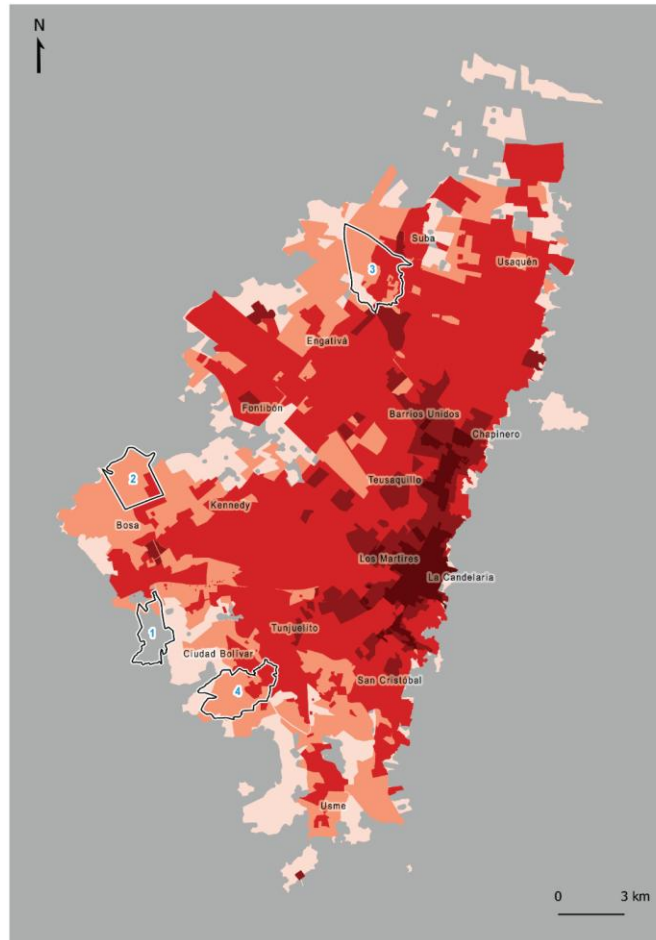 N
Suba
Usaquén
3
Engativá
Fontibón
Barrios Unidos
Chapinero
2
Teusaquillo
Kennedy
Bosa
Los Martires
La Candelaria
1
Tunjuelito
Ciudad Bolívar
San Cristóbal
4
Usme
0 3 km